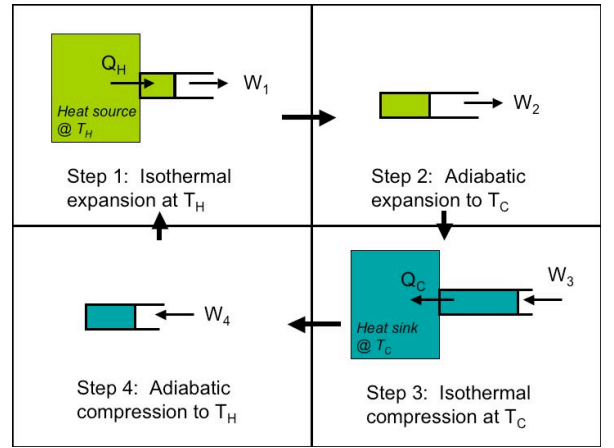 Q_H
W_1
Heat source
@ T_H
Step 1: Isothermal
expansion at T_H
W_2
Step 2: Adiabatic
expansion to T_C
W_4
Step 4: Adiabatic
compression to T_H
Q_C
W_3
Heat sink
@ T_C
Step 3: Isothermal
compression at T_C